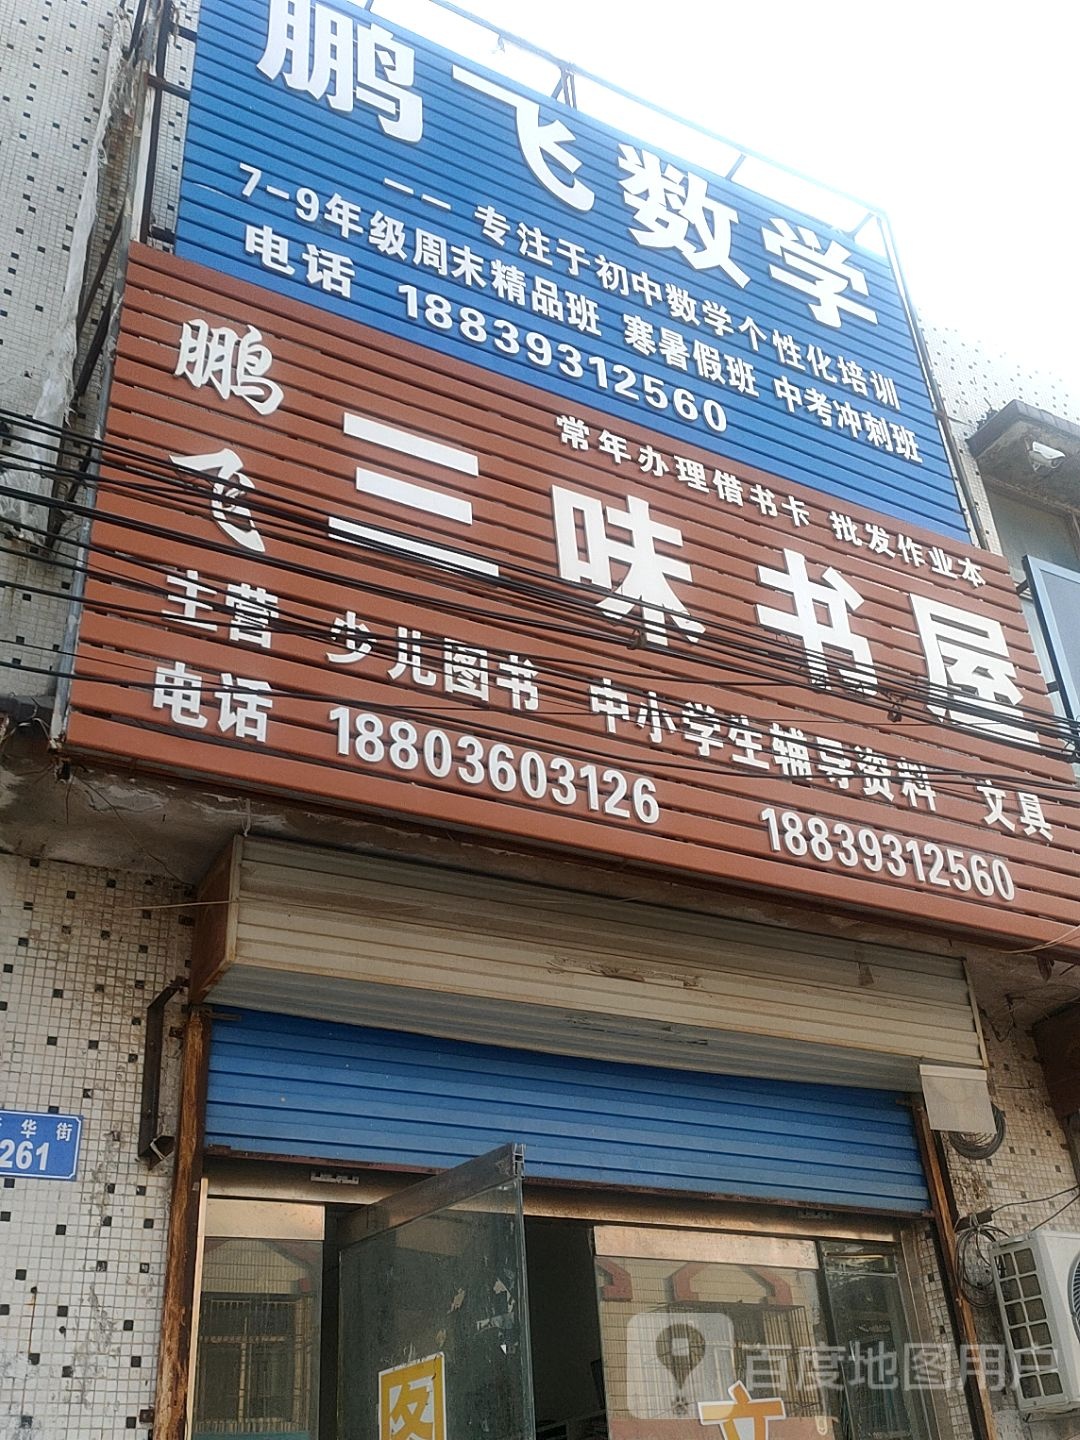 鹏飞数学
—— 专注于初中数学个性化培训
7-9年级周末精品班 寒暑假班 中考冲刺班
电话 18839312560
常年办理借书卡 批发作业本
鹏飞 三味书屋
主营 少儿图书 中小学生辅导资料 文具
电话 18803603126 18839312560
华街
261
图
文
百度地图用户